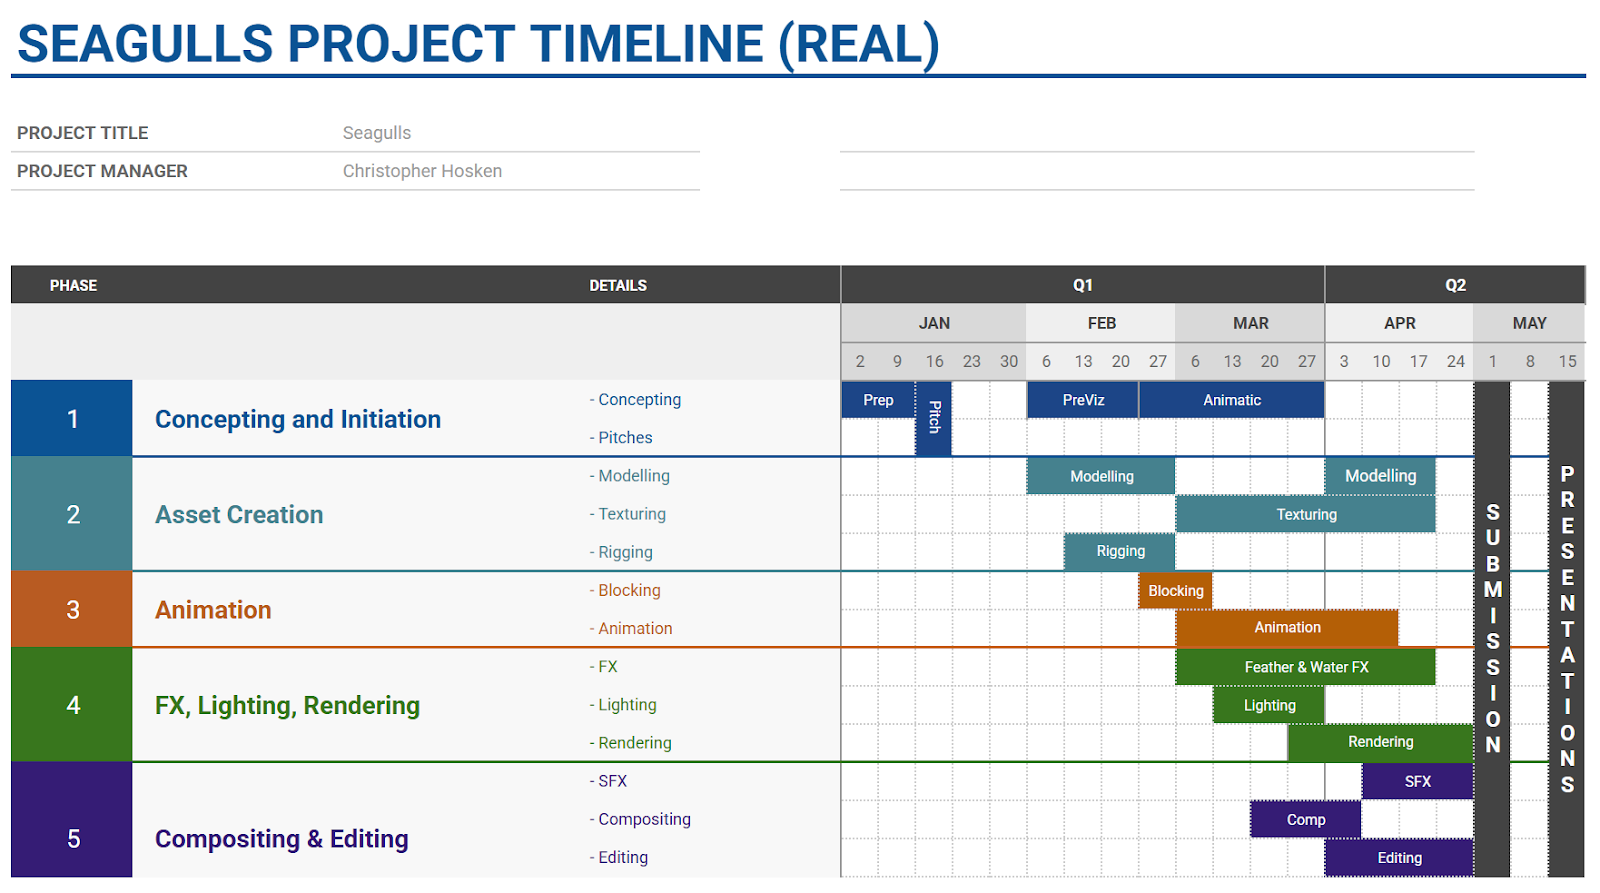 SEAGULLS PROJECT TIMELINE (REAL)
PROJECT TITLE Seagulls
PROJECT MANAGER Christopher Hosken
PHASE DETAILS Q1 Q2
JAN FEB MAR APR MAY
2 9 16 23 30 6 13 20 27 6 13 20 27 3 10 17 24 1 8 15
1 Concepting and Initiation
- Concepting Prep PreViz Animatic
- Pitches Pitch
2 Asset Creation
- Modelling Modelling Modelling
- Texturing Texturing
- Rigging Rigging
3 Animation
- Blocking Blocking
- Animation Animation
4 FX, Lighting, Rendering
- FX Feather & Water FX
- Lighting Lighting
- Rendering Rendering
5 Compositing & Editing
- SFX SFX
- Compositing Comp
- Editing Editing
SUBMISSION
PRESENTATIONS